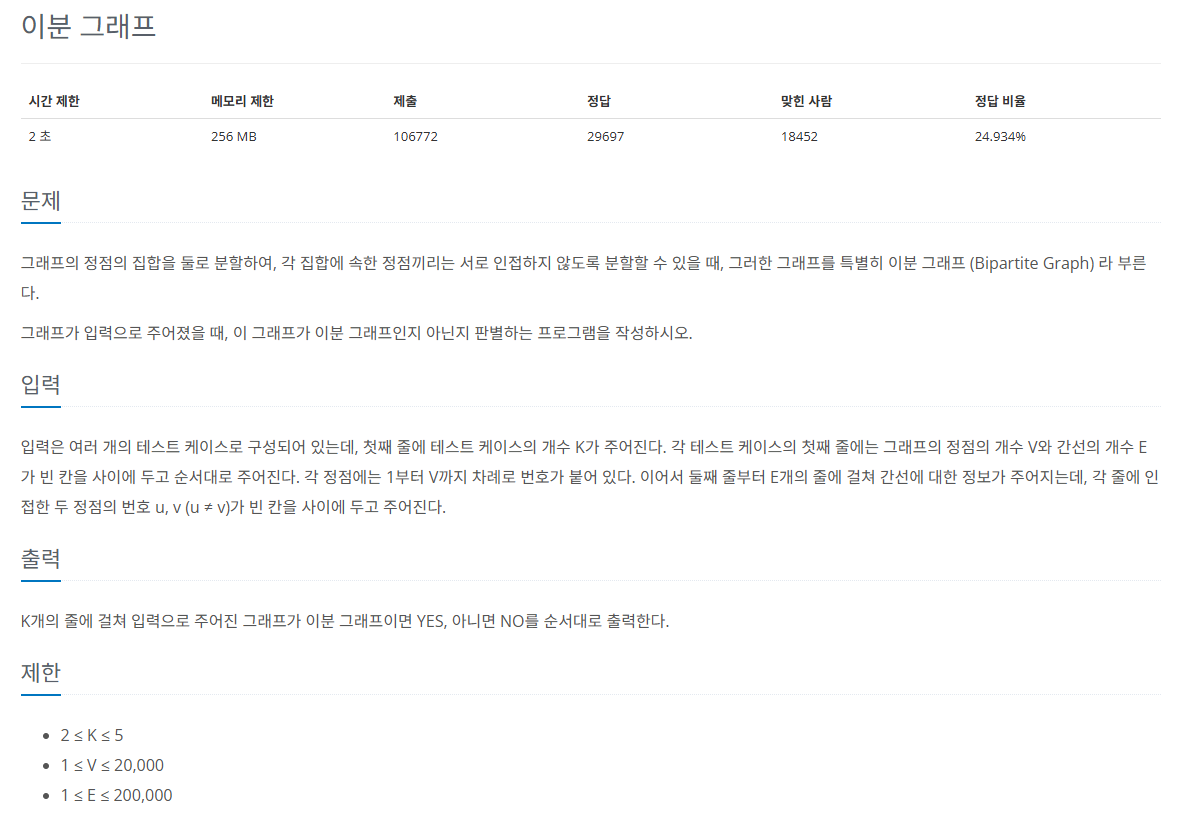 이분 그래프
시간 제한 메모리 제한 제출 정답 맞힌 사람 정답 비율
2 초 256 MB 106772 29697 18452 24.934%
문제
그래프의 정점의 집합을 둘로 분할하여, 각 집합에 속한 정점끼리는 서로 인접하지 않도록 분할할 수 있을 때, 그러한 그래프를 특별히 이분 그래프 (Bipartite Graph) 라 부른
다.
그래프가 입력으로 주어졌을 때, 이 그래프가 이분 그래프인지 아닌지 판별하는 프로그램을 작성하시오.
입력
입력은 여러 개의 테스트 케이스로 구성되어 있는데, 첫째 줄에 테스트 케이스의 개수 K가 주어진다. 각 테스트 케이스의 첫째 줄에는 그래프의 정점의 개수 V와 간선의 개수 E
가 빈 칸을 사이에 두고 순서대로 주어진다. 각 정점에는 1부터 V까지 차례로 번호가 붙어 있다. 이어서 둘째 줄부터 E개의 줄에 걸쳐 간선에 대한 정보가 주어지는데, 각 줄에 인
접한 두 정점의 번호 u, v (u ≠ v)가 빈 칸을 사이에 두고 주어진다.
출력
K개의 줄에 걸쳐 입력으로 주어진 그래프가 이분 그래프이면 YES, 아니면 NO를 순서대로 출력한다.
제한
• 2 ≤ K ≤ 5
• 1 ≤ V ≤ 20,000
• 1 ≤ E ≤ 200,000